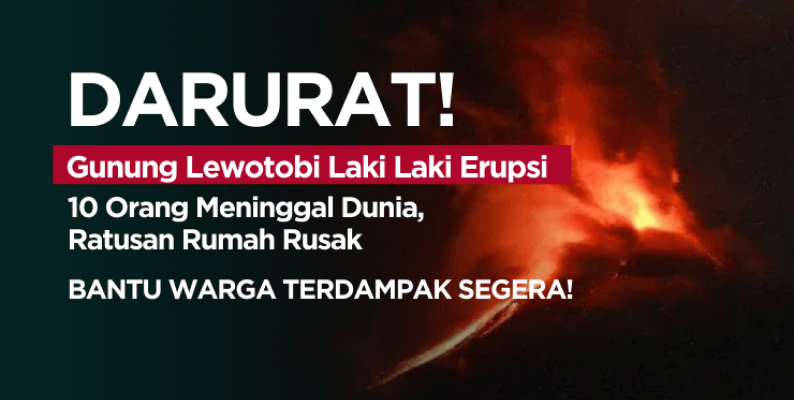 DARURAT!
Gunung Lewotobi Laki Laki Erupsi
10 Orang Meninggal Dunia,
Ratusan Rumah Rusak
BANTU WARGA TERDAMPAK SEGERA!